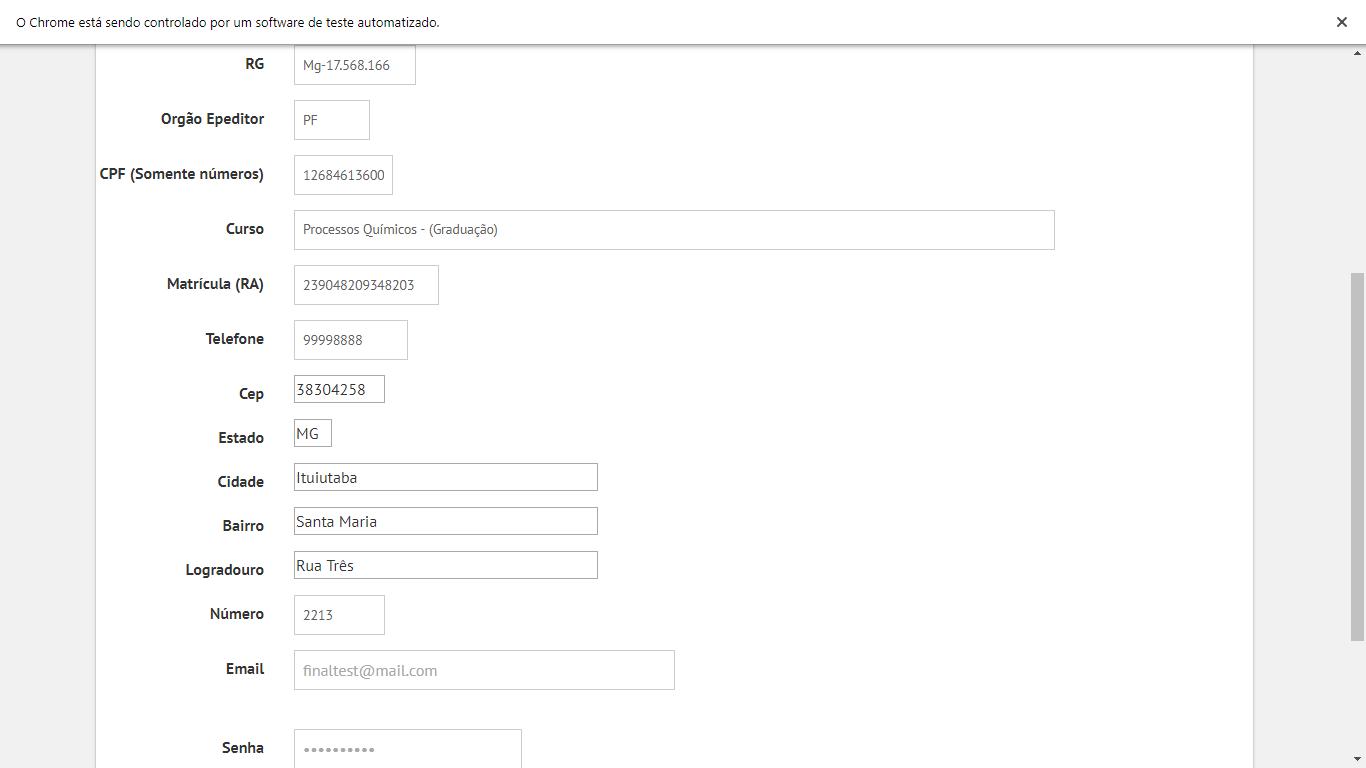 O Chrome está sendo controlado por um software de teste automatizado.
RG Mg-17.568.166
Orgão Epeditor PF
CPF (Somente números) 12684613600
Curso Processos Químicos - (Graduação)
Matrícula (RA) 239048209348203
Telefone 99998888
Cep 38304258
Estado MG
Cidade Ituiutaba
Bairro Santa Maria
Logradouro Rua Três
Número 2213
Email finaltest@mail.com
Senha ••••••••••